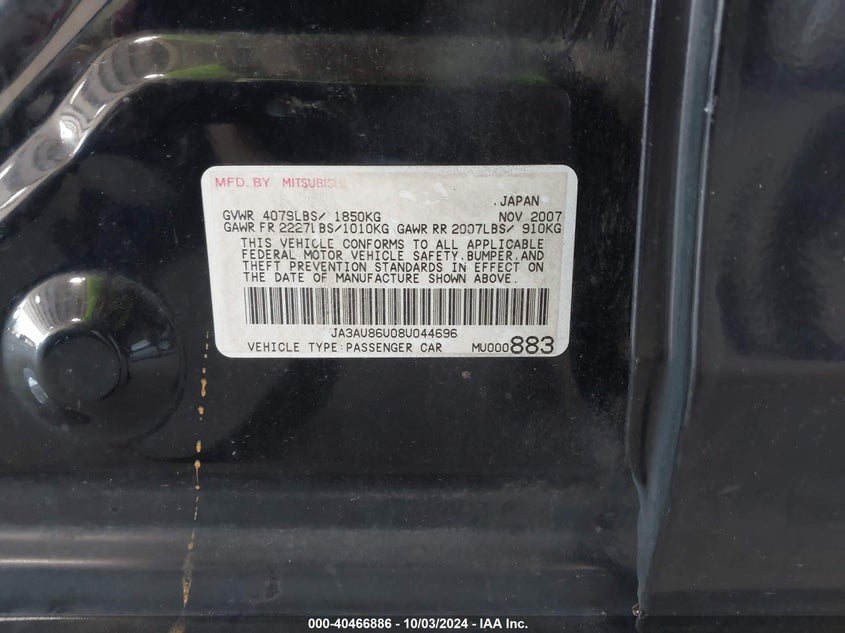 MFD. BY MITSUBISHI
.JAPAN
GVWR 4079LBS/ 1850KG NOV 2007
GAWR FR 2227LBS/1010KG GAWR RR 2007LBS/ 910KG
THIS VEHICLE CONFORMS TO ALL APPLICABLE
FEDERAL MOTOR VEHICLE SAFETY,BUMPER,AND
THEFT PREVENTION STANDARDS IN EFFECT ON
THE DATE OF MANUFACTURE SHOWN ABOVE.
JA3AU86U08U044696
VEHICLE TYPE:PASSENGER CAR MU000883
000-40466886 - 10/03/2024 - IAA Inc.